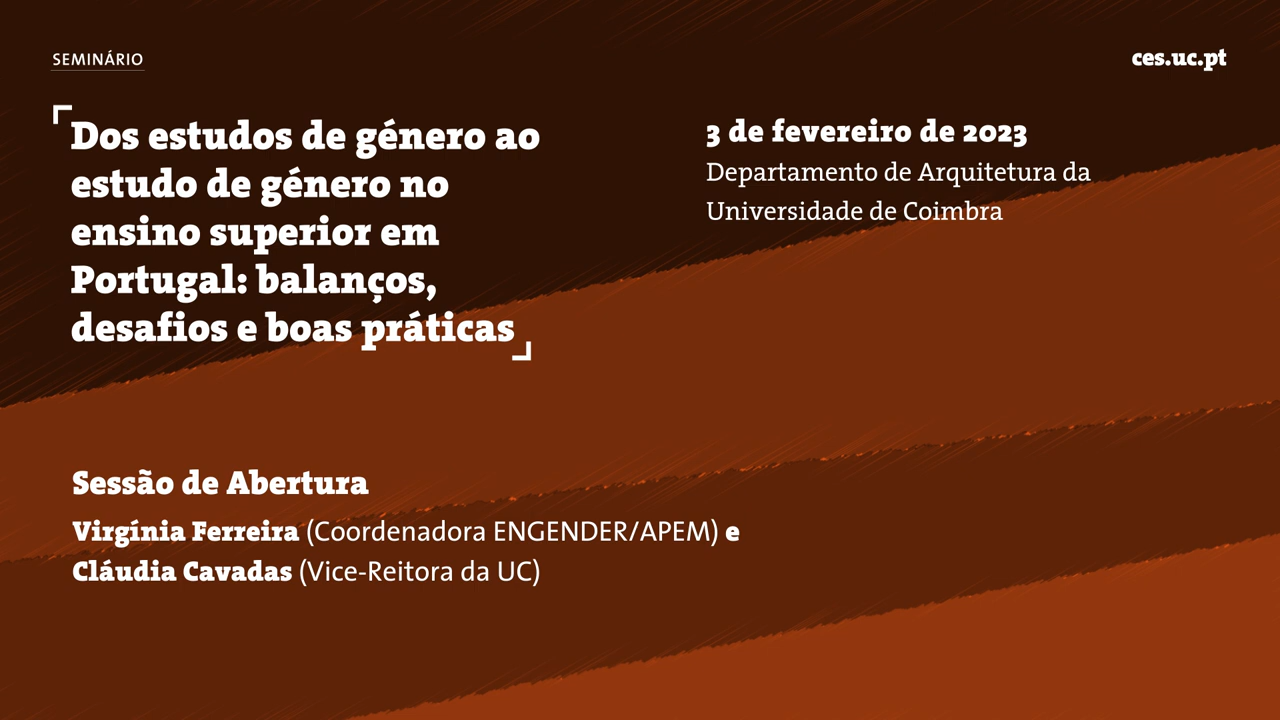 SEMINÁRIO
ces.uc.pt
Dos estudos de género ao
estudo de género no
ensino superior em
Portugal: balanços,
desafios e boas práticas
3 de fevereiro de 2023
Departamento de Arquitetura da
Universidade de Coimbra
Sessão de Abertura
Virgínia Ferreira (Coordenadora ENGENDER/APEM) e
Cláudia Cavadas (Vice-Reitora da UC)